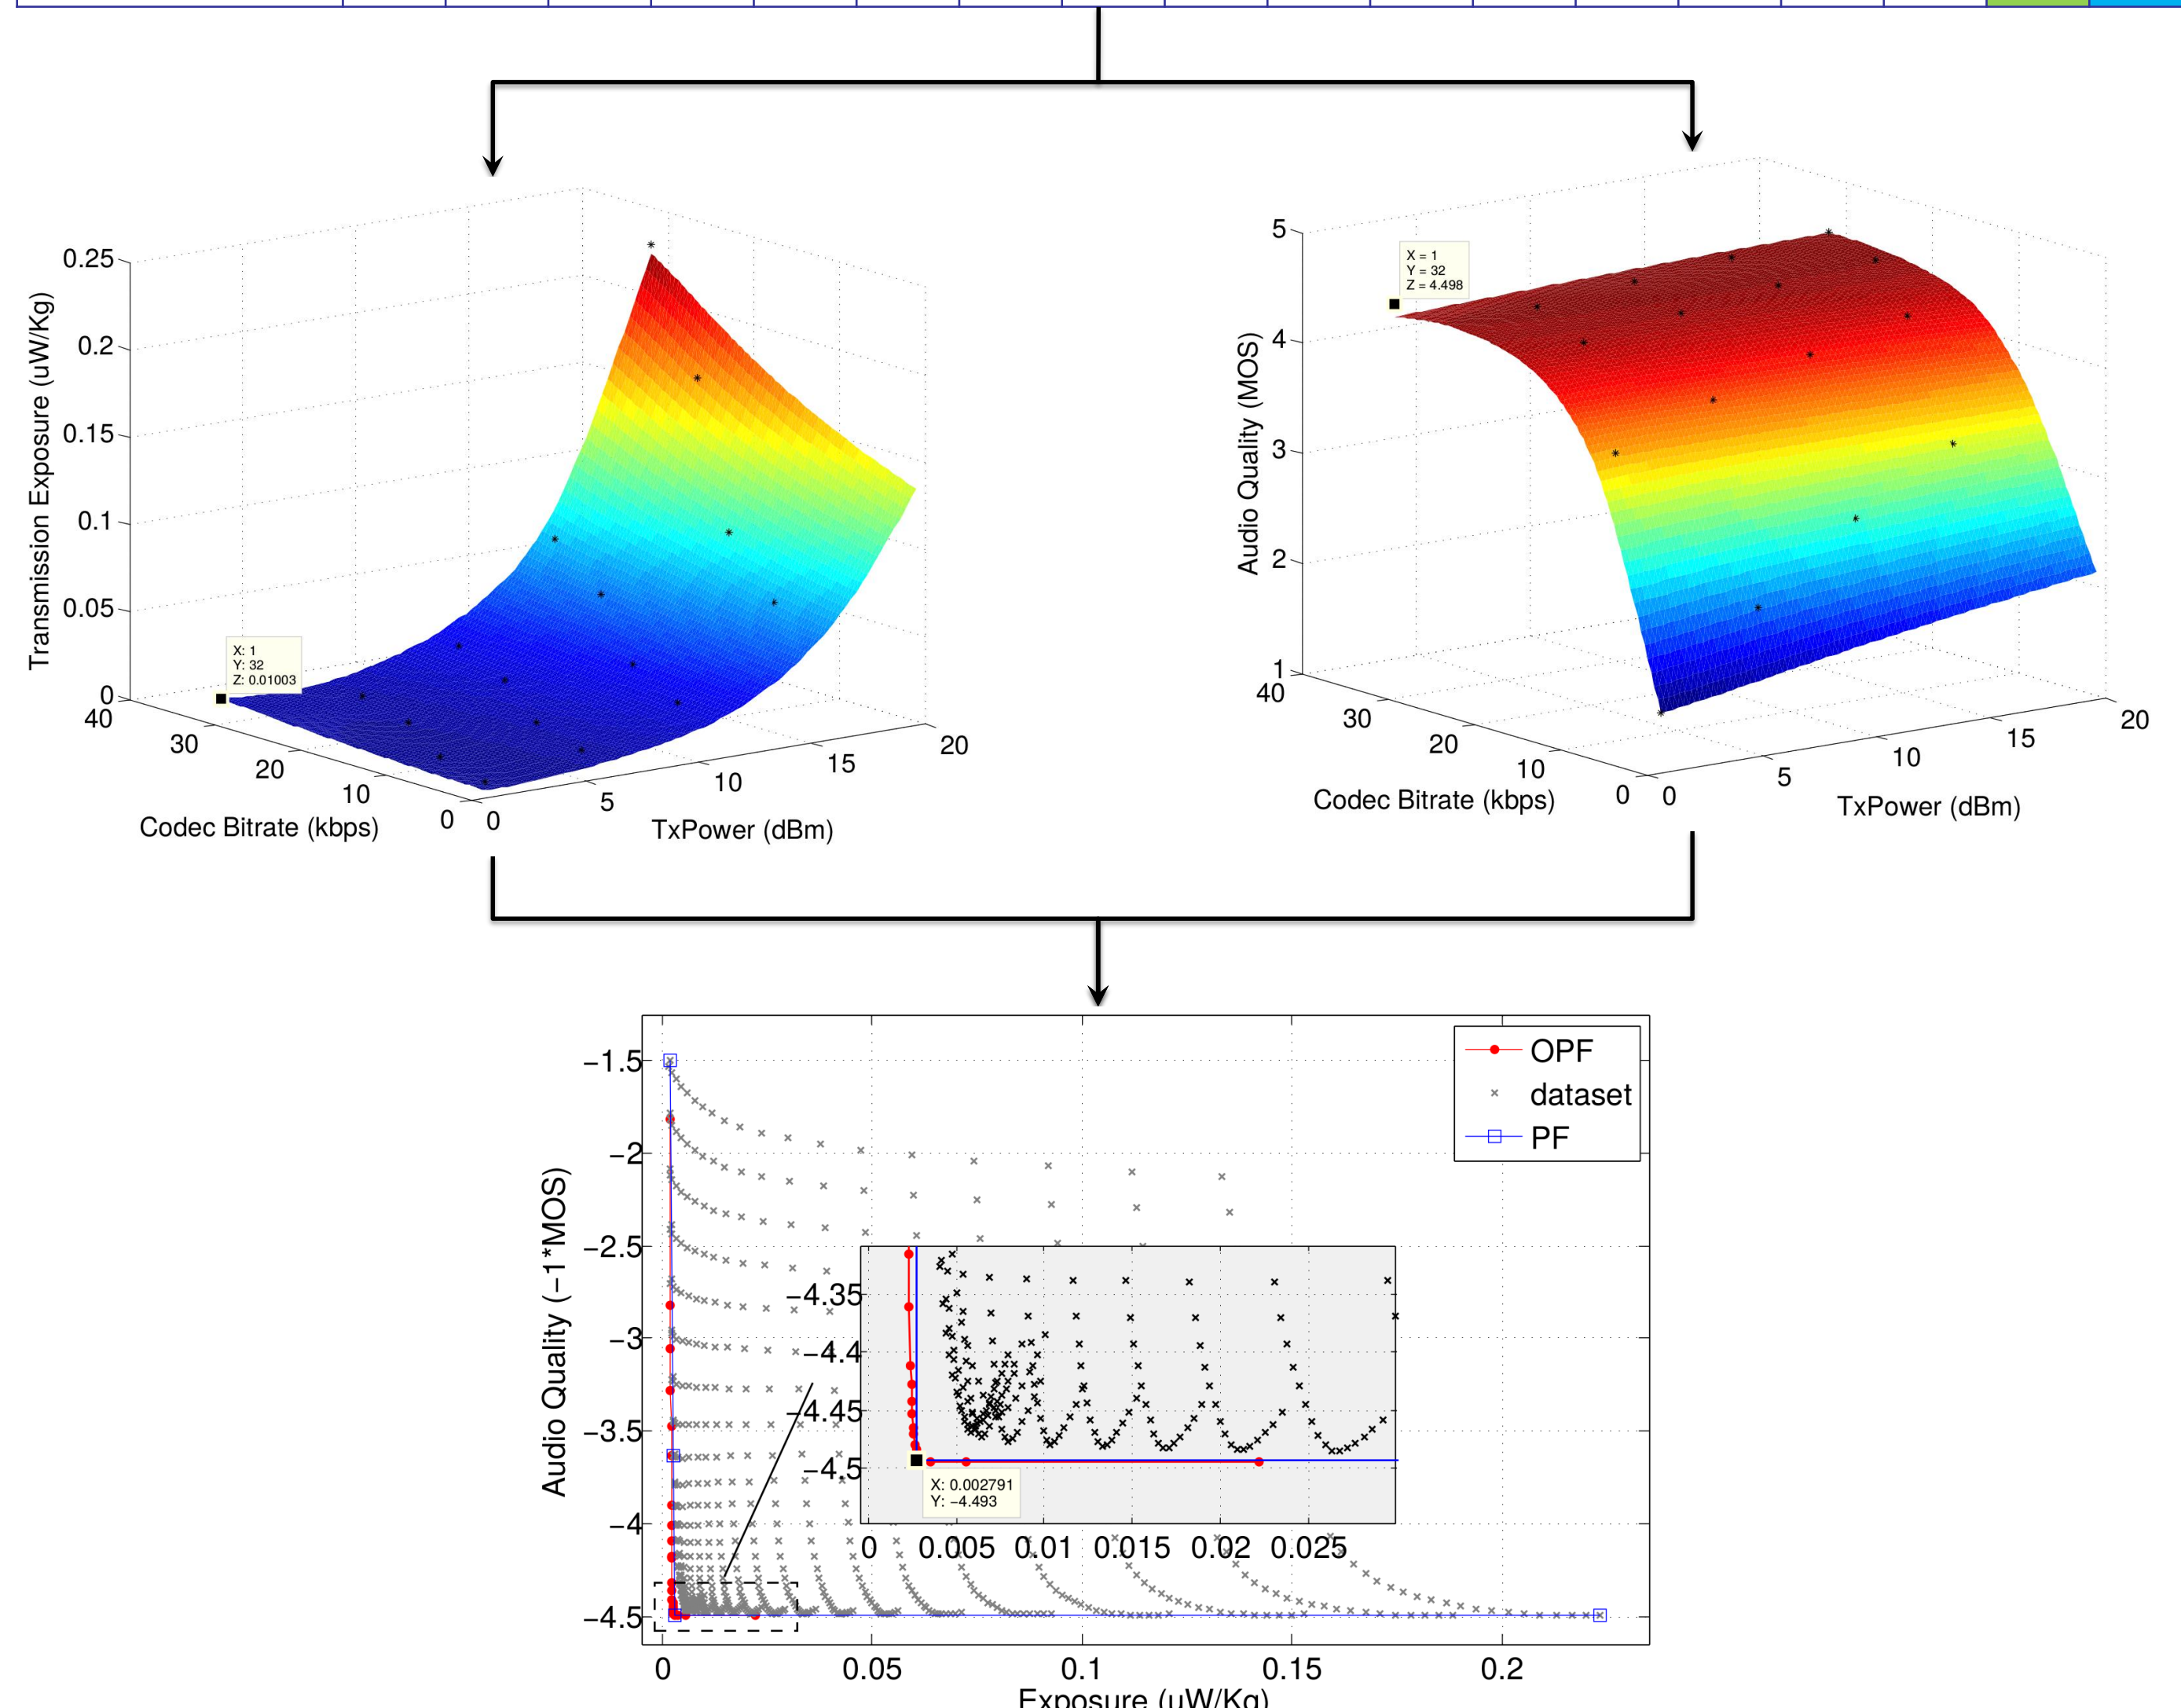 Transmission Exposure (uW/Kg)
0.25
0.2
0.15
0.1
0.05
0
X: 1
Y: 32
Z: 0.01003
40
30
20
10
0
Codec Bitrate (kbps)
0
5
10
15
20
TxPower (dBm)
Audio Quality (MOS)
5
4
3
2
1
X = 1
Y = 32
Z = 4.498
40
30
20
10
0
Codec Bitrate (kbps)
0
5
10
15
20
TxPower (dBm)
Audio Quality (−1*MOS)
−1.5
−2
−2.5
−3
−3.5
−4
−4.5
OPF
dataset
PF
−4.35
−4.4
−4.45
−4.5
X: 0.002791
Y: −4.493
0 0.005 0.01 0.015 0.02 0.025
0 0.05 0.1 0.15 0.2
Exposure (uW/Kg)